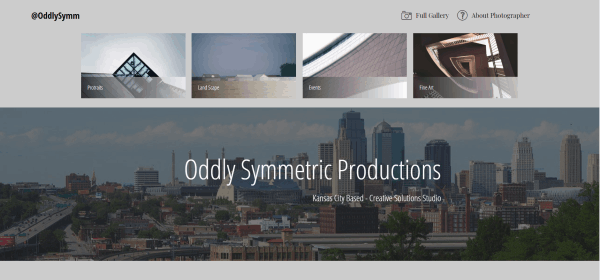 @OddlySymm
Full Gallery
About Photographer
Protraits
Land Scape
Events
Fine Art
Oddly Symmetric Productions
Kansas City Based - Creative Solutions Studio